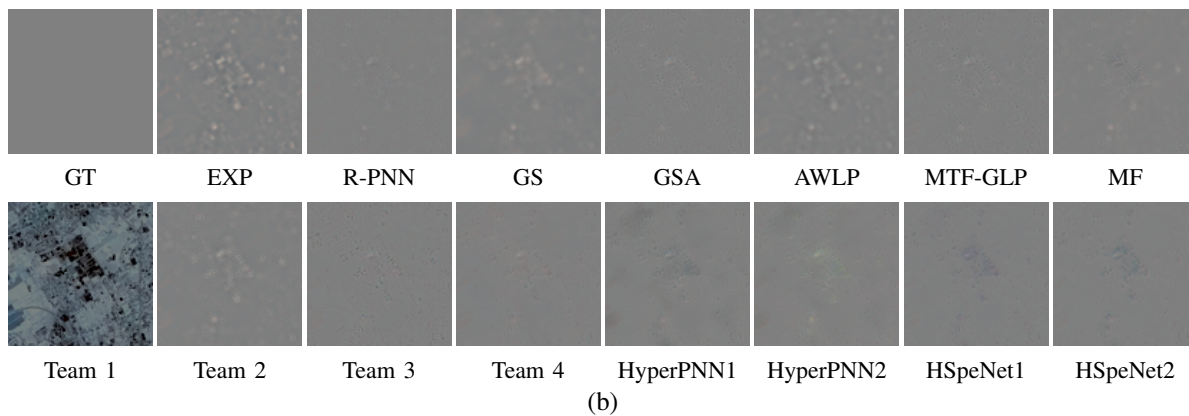 GT EXP R-PNN GS GSA AWLP MTF-GLP MF
Team 1 Team 2 Team 3 Team 4 HyperPNN1 HyperPNN2 HSpeNet1 HSpeNet2
(b)